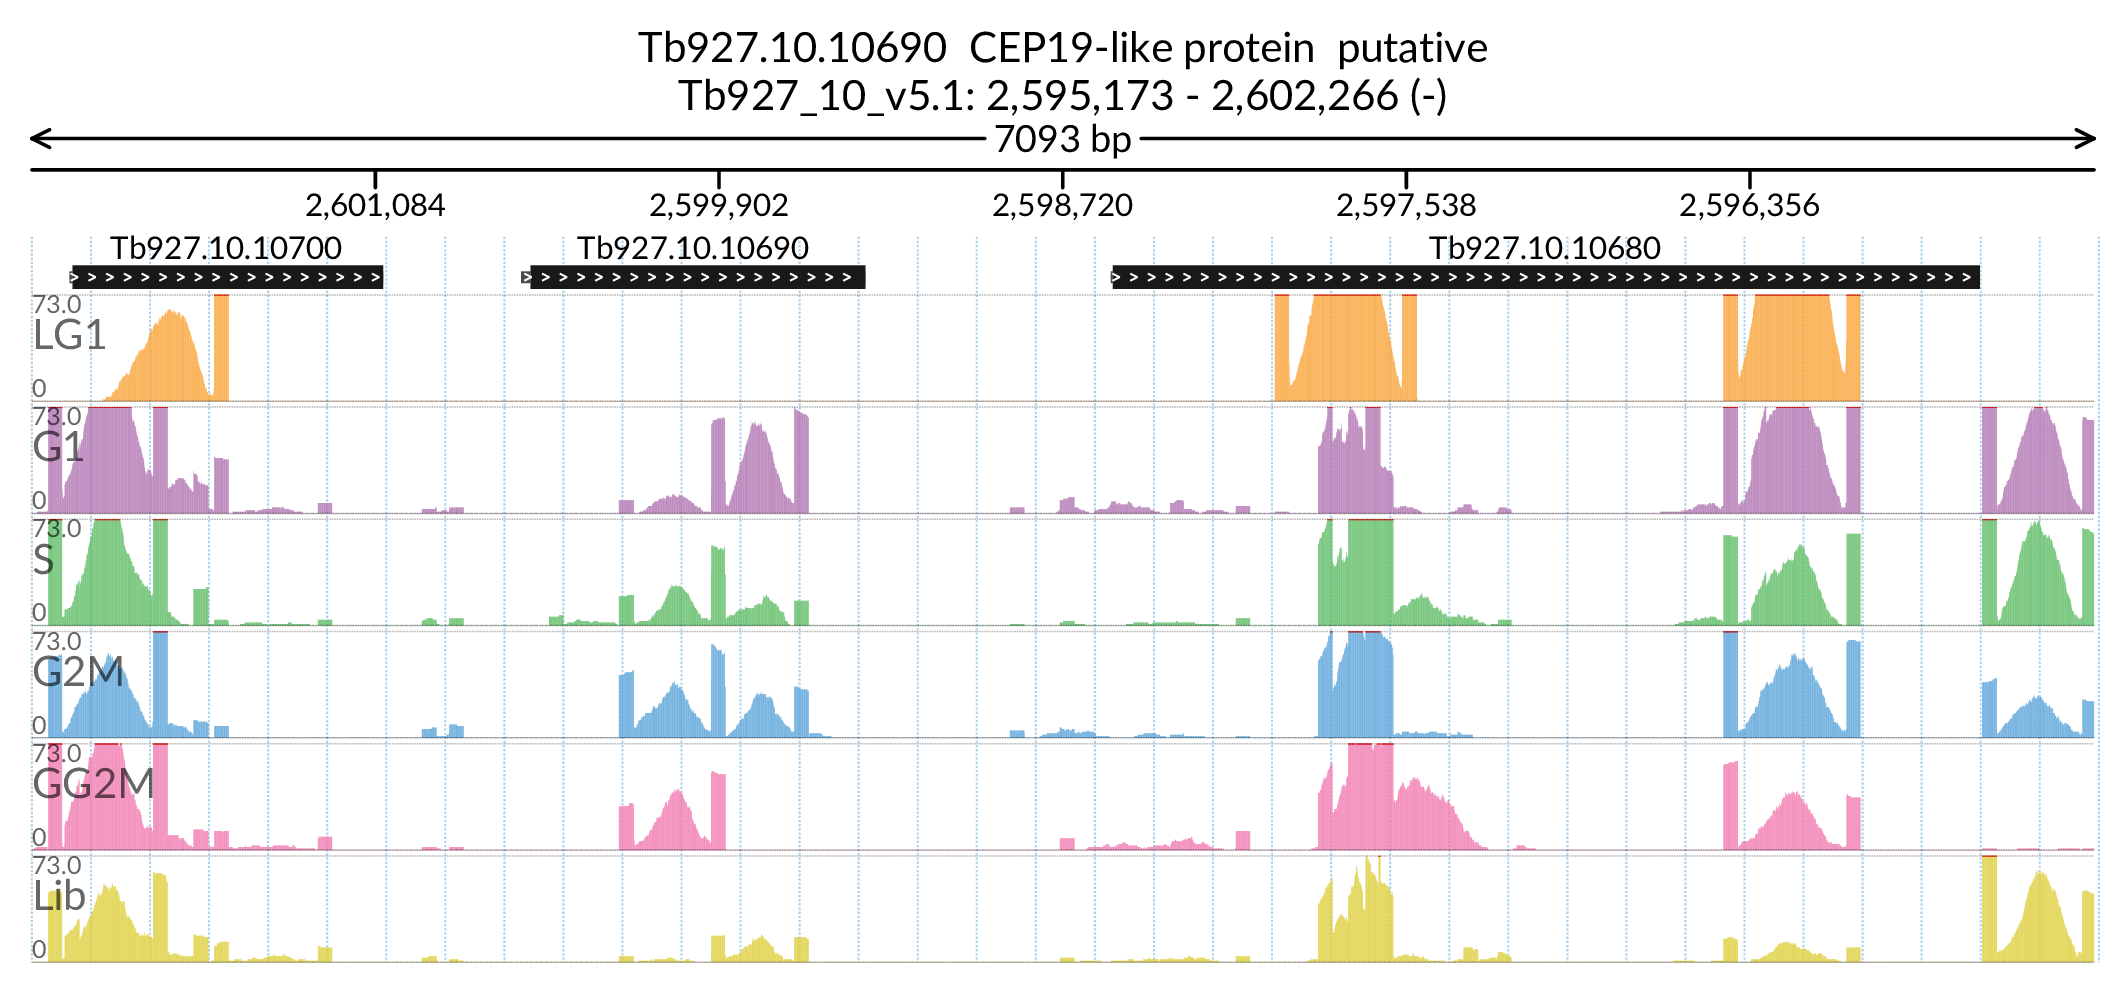 Tb927.10.10690  CEP19-like protein  putative
Tb927_10_v5.1: 2,595,173 - 2,602,266 (-)
7093 bp
2,601,084 2,599,902 2,598,720 2,597,538 2,596,356
Tb927.10.10700 Tb927.10.10690 Tb927.10.10680
73.0
LG1
0
73.0
G1
0
73.0
S
0
73.0
G2M
0
73.0
GG2M
0
73.0
Lib
0